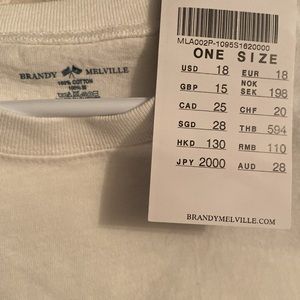 BRANDY MELVILLE
100% COTTON
MLA002P-1095S1620000
ONE SIZE
USD 18 EUR 18
GBP 15 NOK SEK 198
CAD 25 CHF 20
SGD 28 THB 594
HKD 130 RMB 110
JPY 2000 AUD 28
BRANDYMELVILLE.COM